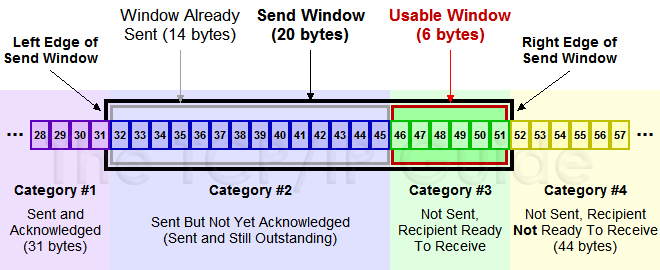 Window Already
Sent (14 bytes)
Send Window
(20 bytes)
Usable Window
(6 bytes)
Left Edge of
Send Window
Right Edge of
Send Window
... 28 29 30 31 32 33 34 35 36 37 38 39 40 41 42 43 44 45 46 47 48 49 50 51 52 53 54 55 56 57 ...
The TCP/IP Guide
Category #1
Sent and
Acknowledged
(31 bytes)
Category #2
Sent But Not Yet Acknowledged
(Sent and Still Outstanding)
Category #3
Not Sent,
Recipient Ready
To Receive
Category #4
Not Sent, Recipient
Not Ready To Receive
(44 bytes)